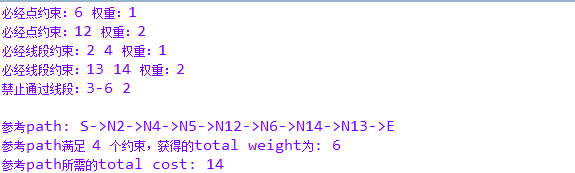 必经点约束: 6 权重: 1
必经点约束: 12 权重: 2
必经线段约束: 2 4 权重: 1
必经线段约束: 13 14 权重: 2
禁止通过线段: 3-6 2
参考path: S->N2->N4->N5->N12->N6->N14->N13->E
参考path满足 4 个约束，获得的total weight为: 6
参考path所需的total cost: 14